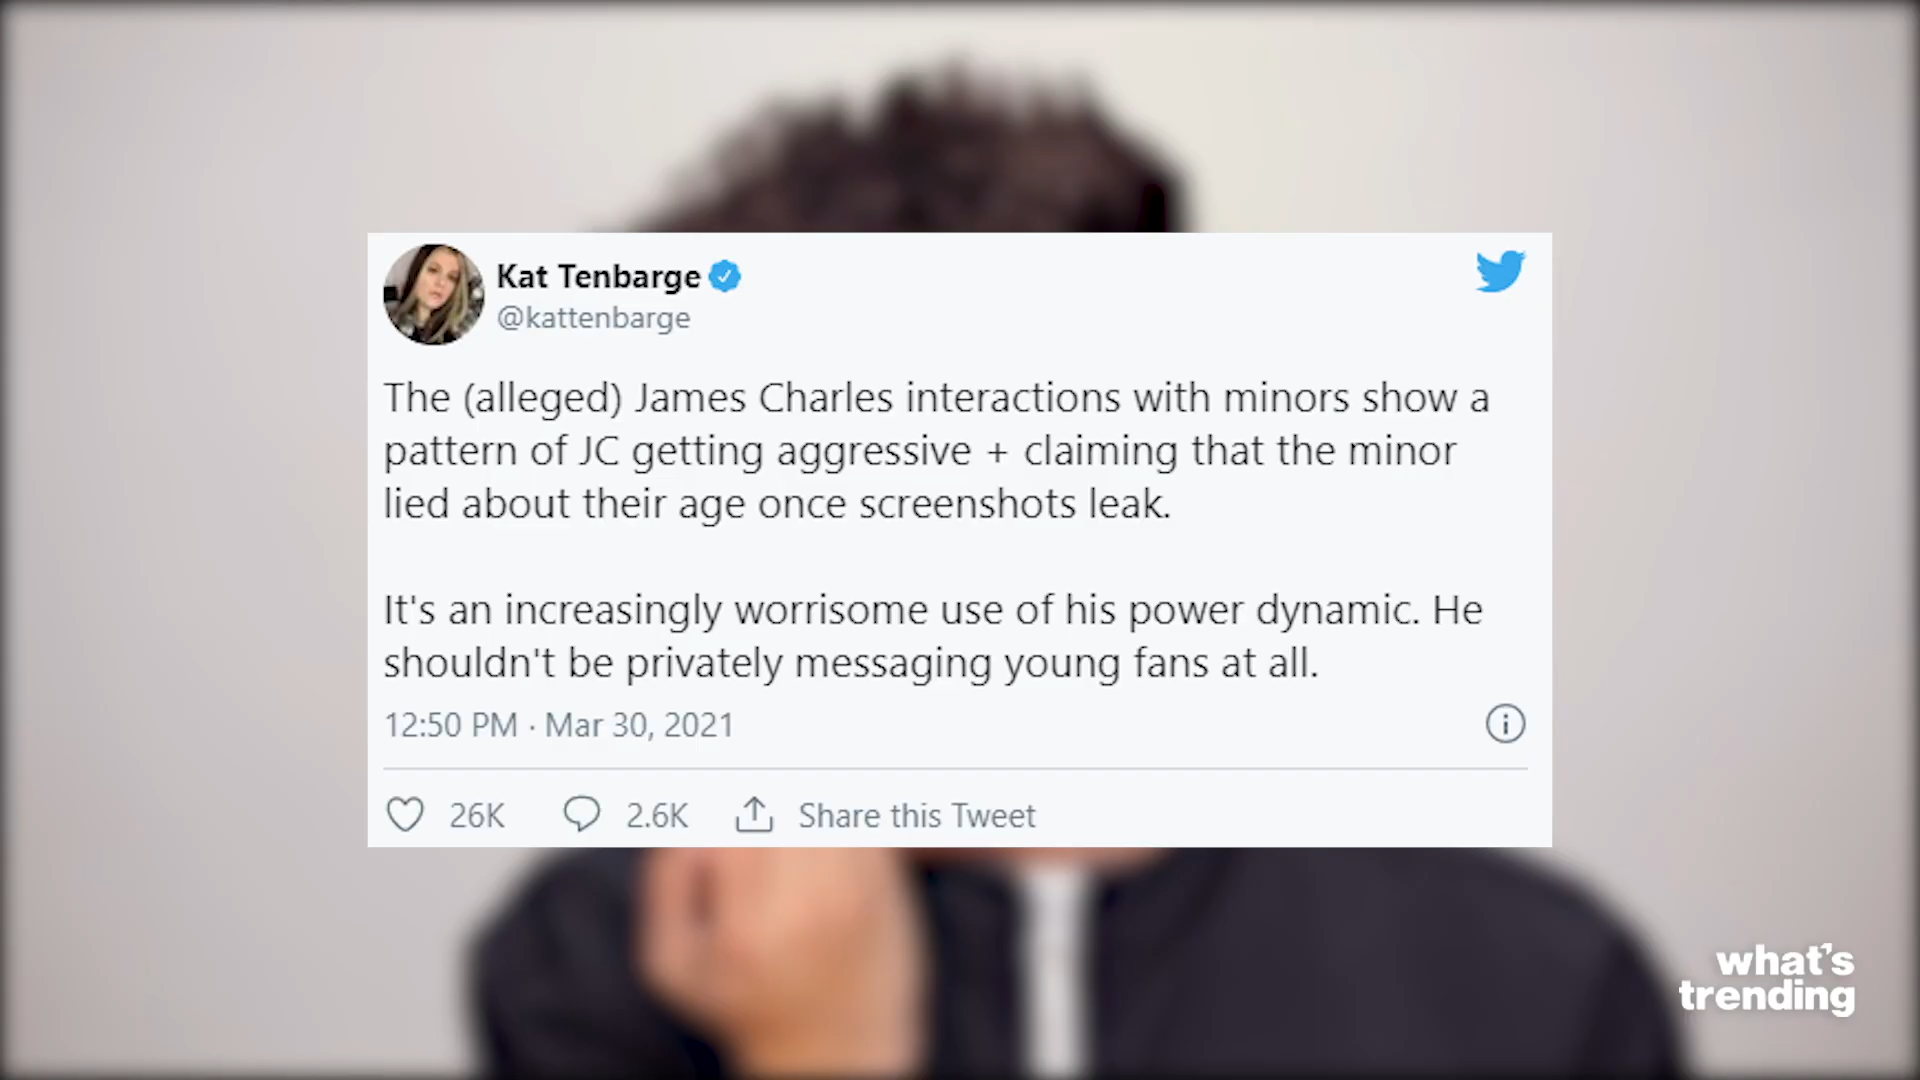 Kat Tenbarge
@kattenbarge
The (alleged) James Charles interactions with minors show a
pattern of JC getting aggressive + claiming that the minor
lied about their age once screenshots leak.
It's an increasingly worrisome use of his power dynamic. He
shouldn't be privately messaging young fans at all.
12:50 PM · Mar 30, 2021
26K 2.6K Share this Tweet
what's
trending